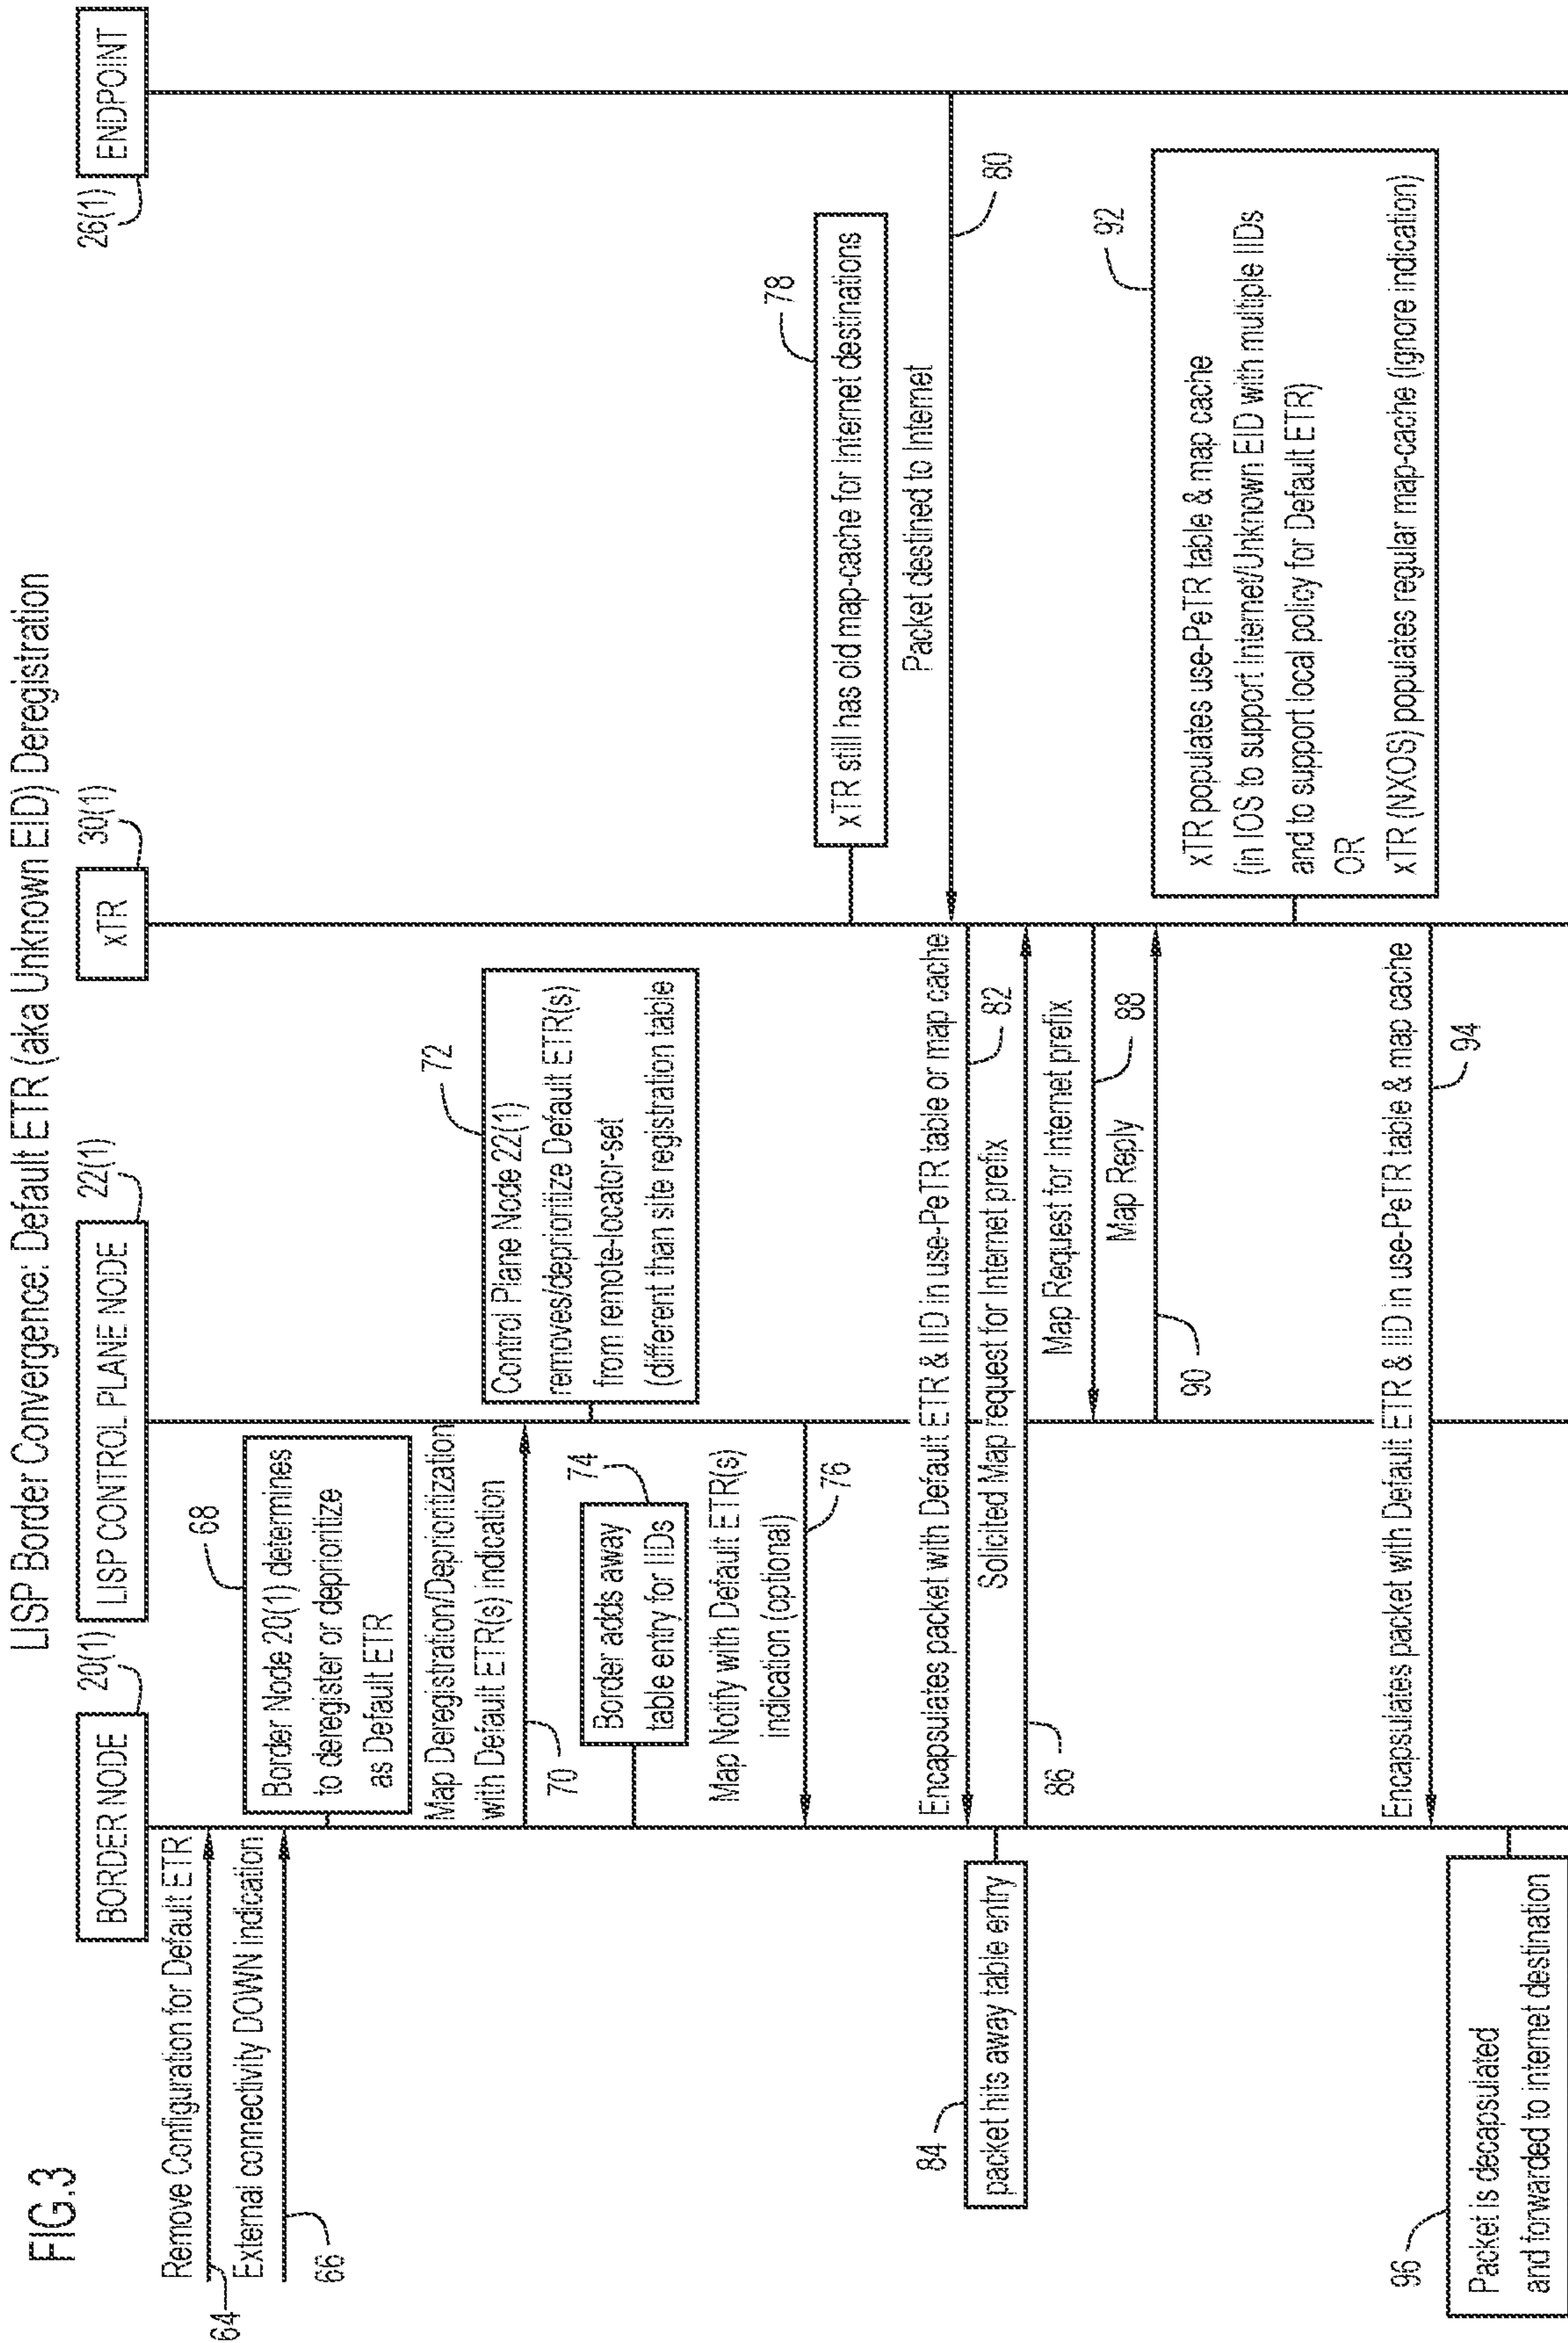 FIG.3
LISP Border Convergence: Default ETR (aka Unknown EID) Deregistration
BORDER NODE
20(1)
LISP CONTROL PLANE NODE
22(1)
xTR
30(1)
26(1)
ENDPOINT
Remove Configuration for Default ETR
64
External connectivity DOWN indication
66
68
Border Node 20(1) determines
to deregister or deprioritize
as Default ETR
Map Deregistration/Deprioritization
with Default ETR(s) indication
70
72
Control Plane Node 22(1)
removes/deprioritize Default ETR(s)
from remote-locator-set
(different than site registration table)
74
Border adds away
table entry for IIDs
Map Notify with Default ETR(s)
indication (optional)
76
78
xTR still has old map-cache for Internet destinations
Packet destined to Internet
80
Encapsulates packet with Default ETR & IID in use-PeTR table or map cache
82
84
packet hits away table entry
Solicited Map request for Internet prefix
86
Map Request for Internet prefix
88
Map Reply
90
92
xTR populates use-PeTR table & map cache
(in IOS to support Internet/Unknown EID with multiple IIDs
and to support local policy for Default ETR)
OR
xTR (NXOS) populates regular map-cache (ignore indication)
Encapsulates packet with Default ETR & IID in use-PeTR table & map cache
94
96
Packet is decapsulated
and forwarded to internet destination